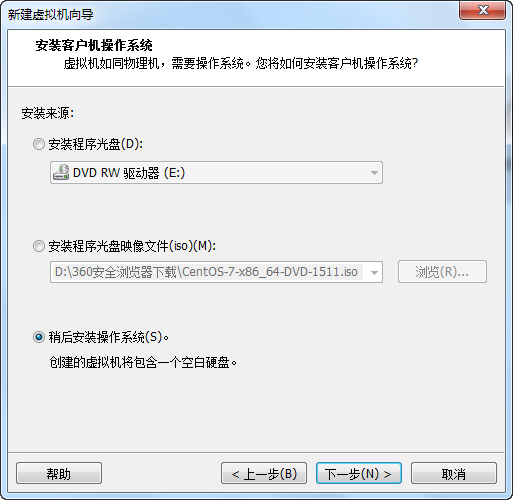 新建虚拟机向导
安装客户机操作系统
虚拟机如同物理机，需要操作系统。您将如何安装客户机操作系统?
安装来源:
安装程序光盘(D):
DVD RW 驱动器 (E:)
安装程序光盘映像文件(iso)(M):
D:\360安全浏览器下载\CentOS-7-x86_64-DVD-1511.iso
浏览(R)...
稍后安装操作系统(S)。
创建的虚拟机将包含一个空白硬盘。
帮助
< 上一步(B)
下一步(N) >
取消